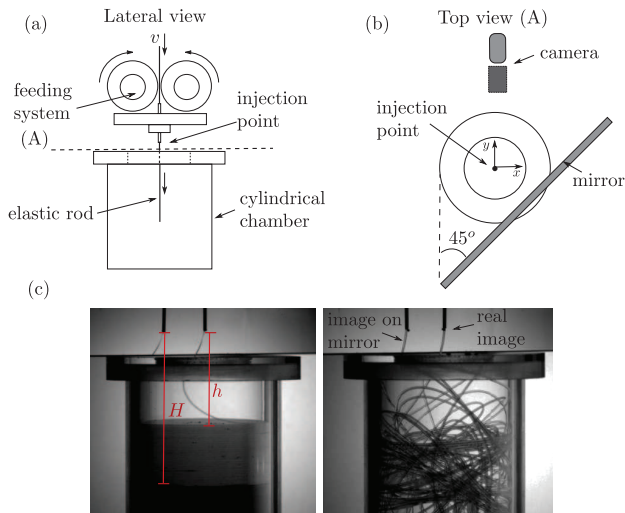 (a)
Lateral view
v
feeding
system
injection
point
(A)
elastic rod
cylindrical
chamber
(b)
Top view (A)
camera
injection
point
y
x
mirror
45°
(c)
H
h
image on
mirror
real
image